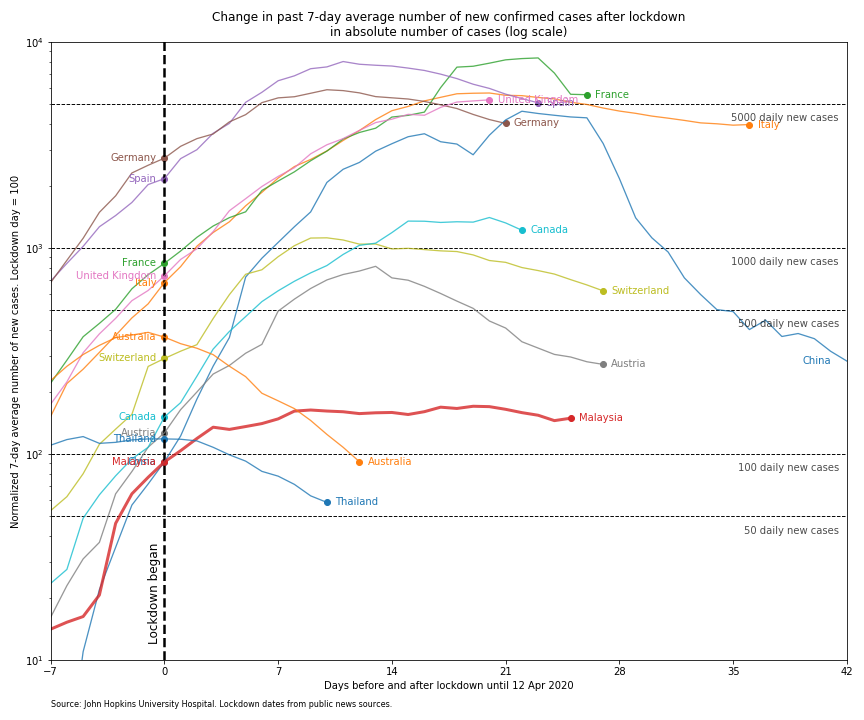 Change in past 7-day average number of new confirmed cases after lockdown
in absolute number of cases (log scale)
Normalized 7-day average number of new cases. Lockdown day = 100
10^4
10^3
10^2
10^1
Germany
Spain
France
United Kingdom
Italy
Australia
Switzerland
Canada
Austria
Thailand
China
Malaysia
Lockdown began
France
United Kingdom
Spain
Germany
Italy
Canada
Switzerland
Austria
China
Malaysia
Australia
Thailand
5000 daily new cases
1000 daily new cases
500 daily new cases
100 daily new cases
50 daily new cases
−7 0 7 14 21 28 35 42
Days before and after lockdown until 12 Apr 2020
Source: John Hopkins University Hospital. Lockdown dates from public news sources.